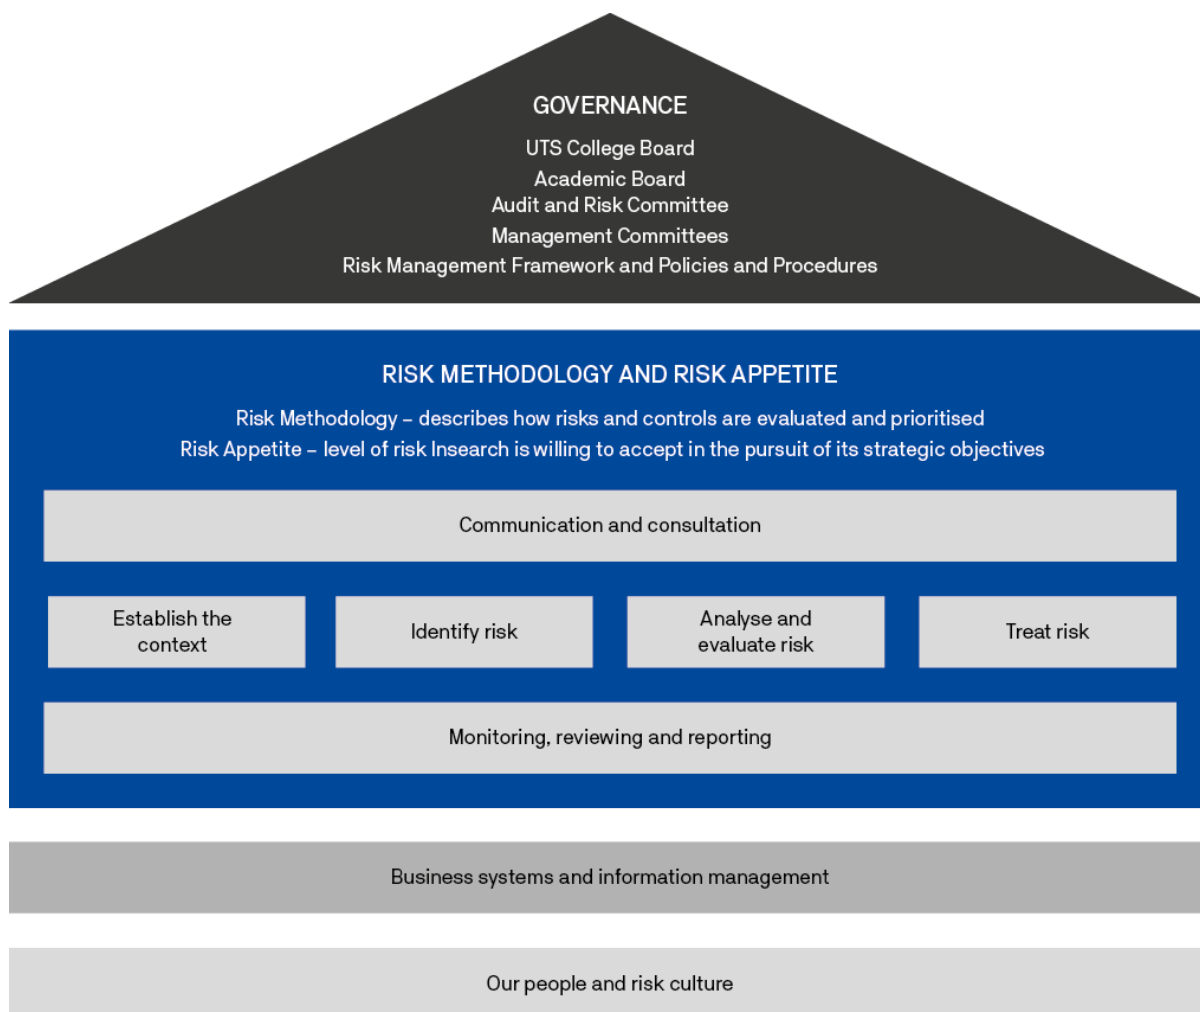 GOVERNANCE
UTS College Board
Academic Board
Audit and Risk Committee
Management Committees
Risk Management Framework and Policies and Procedures
RISK METHODOLOGY AND RISK APPETITE
Risk Methodology – describes how risks and controls are evaluated and prioritised
Risk Appetite – level of risk Insearch is willing to accept in the pursuit of its strategic objectives
Communication and consultation
Establish the
context
Identify risk
Analyse and
evaluate risk
Treat risk
Monitoring, reviewing and reporting
Business systems and information management
Our people and risk culture